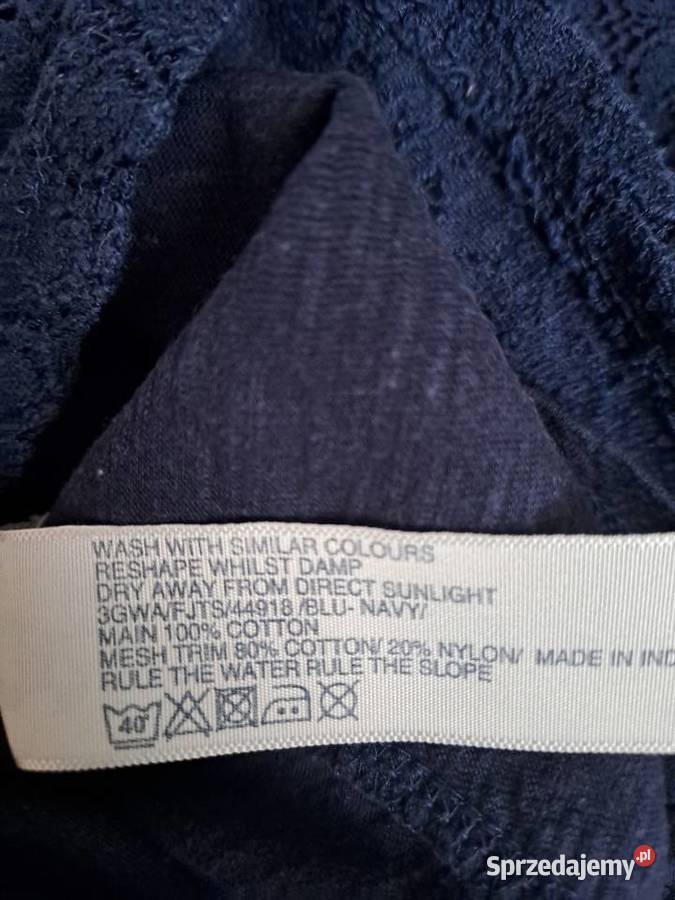 WASH WITH SIMILAR COLOURS
RESHAPE WHILST DAMP
DRY AWAY FROM DIRECT SUNLIGHT
3GWA/FJTS/44918 /BLU- NAVY/
MAIN 100% COTTON
MESH TRIM 80% COTTON/ 20% NYLON/ MADE IN IND
RULE THE WATER RULE THE SLOPE
40°
Sprzedajemy.pl